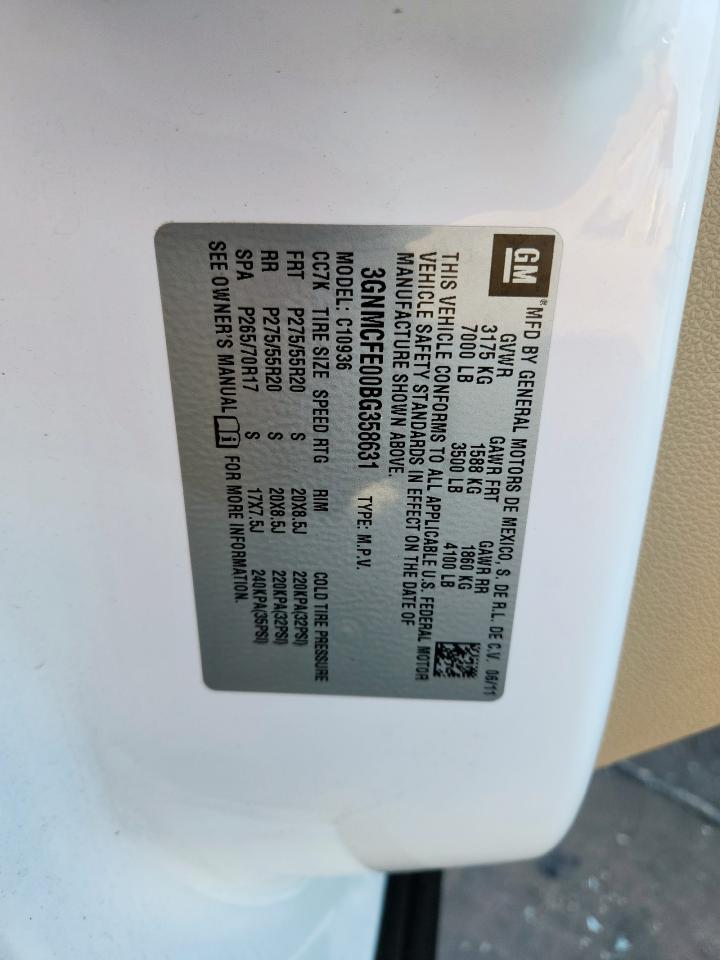 GM® MFD BY GENERAL MOTORS DE MEXICO, S. DE R.L. DE C.V. 06/11
GVWR GAWR FRT GAWR RR
3175 KG 1588 KG 1860 KG
7000 LB 3500 LB 4100 LB
THIS VEHICLE CONFORMS TO ALL APPLICABLE U.S. FEDERAL MOTOR
VEHICLE SAFETY STANDARDS IN EFFECT ON THE DATE OF
MANUFACTURE SHOWN ABOVE.
3GNMCFE00BG358631 TYPE: M.P.V.
MODEL: C10936
CC7K TIRE SIZE SPEED RTG RIM COLD TIRE PRESSURE
FRT P275/55R20 S 20X8.5J 220KPA(32PSI)
RR P275/55R20 S 20X8.5J 220KPA(32PSI)
SPA P265/70R17 S 17X7.5J 240KPA(35PSI)
SEE OWNER'S MANUAL FOR MORE INFORMATION.